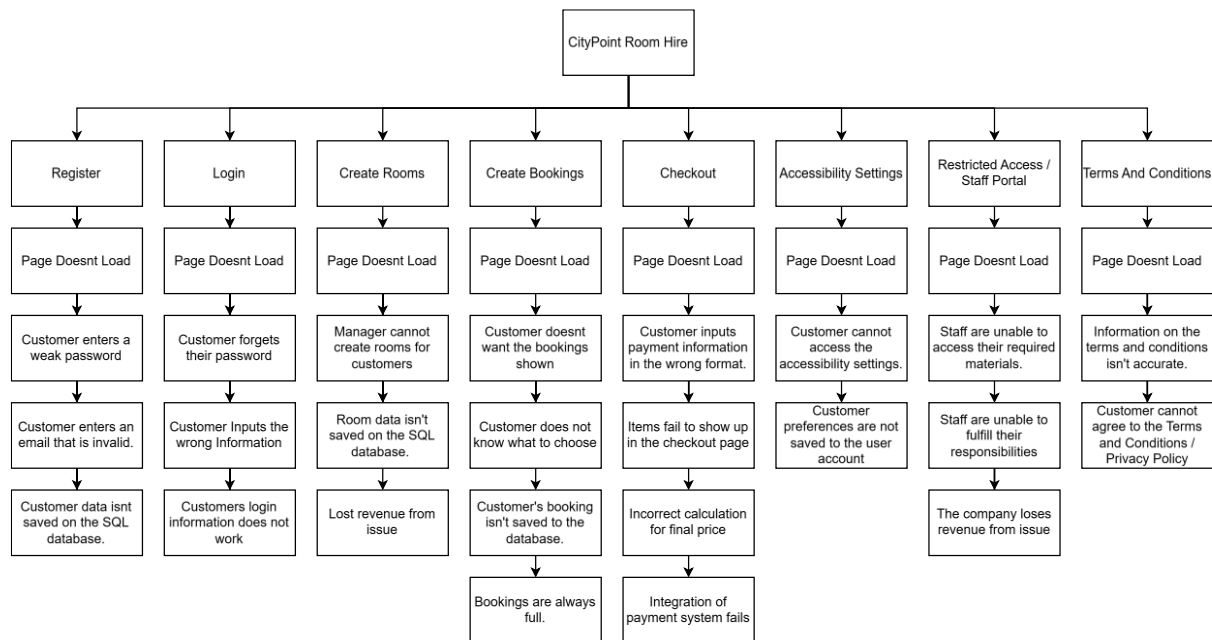 CityPoint Room Hire
Register
Login
Create Rooms
Create Bookings
Checkout
Accessibility Settings
Restricted Access /
Staff Portal
Terms And Conditions
Page Doesnt Load
Page Doesnt Load
Page Doesnt Load
Page Doesnt Load
Page Doesnt Load
Page Doesnt Load
Page Doesnt Load
Page Doesnt Load
Customer enters a
weak password
Customer forgets
their password
Manager cannot
create rooms for
customers
Customer doesnt
want the bookings
shown
Customer inputs
payment information
in the wrong format.
Customer cannot
access the
accessibility settings.
Staff are unable to
access their required
materials.
Information on the
terms and conditions
isn't accurate.
Customer enters an
email that is invalid.
Customer Inputs the
wrong Information
Room data isn't
saved on the SQL
database.
Customer does not
know what to choose
Items fail to show up
in the checkout page
Customer
preferences are not
saved to the user
account
Staff are unable to
fulfill their
responsibilities
Customer cannot
agree to the Terms
and Conditions /
Privacy Policy
Customer data isnt
saved on the SQL
database.
Customers login
information does not
work
Lost revenue from
issue
Customer's booking
isn't saved to the
database.
Incorrect calculation
for final price
The company loses
revenue from issue
Bookings are always
full.
Integration of
payment system fails